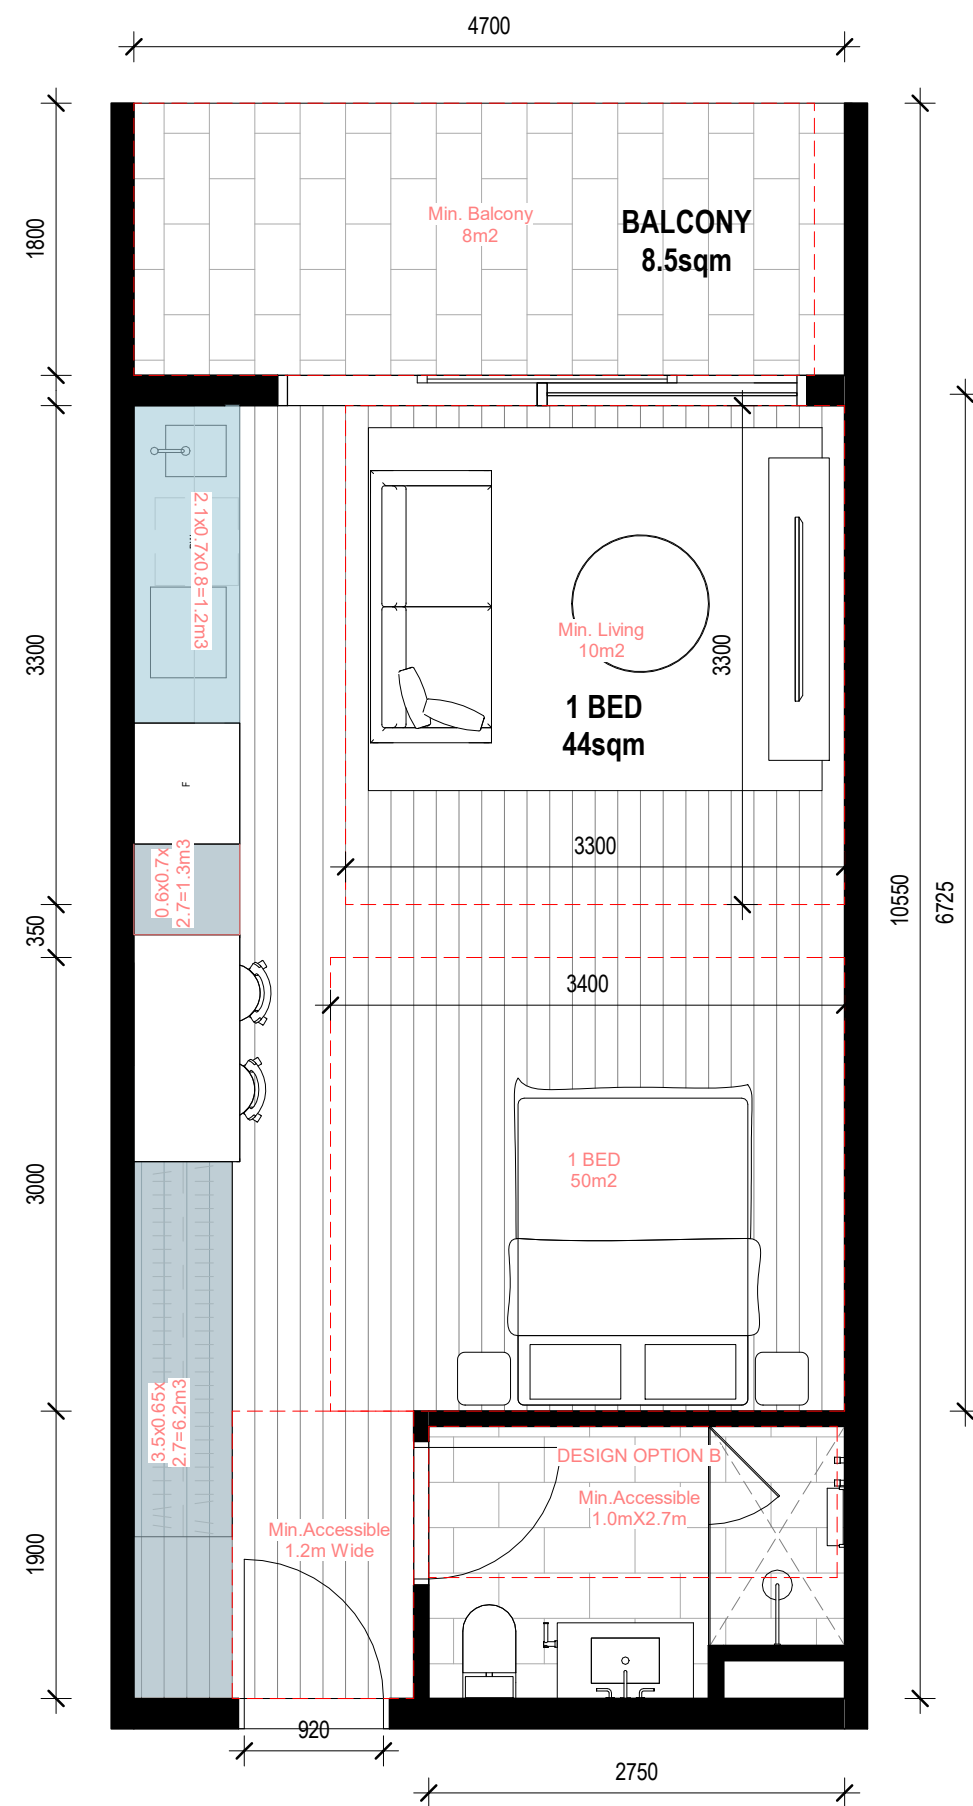 4700
1800
Min. Balcony
8m2
BALCONY
8.5sqm
2.1x0.7x0.8=1.2m3
3300
Min. Living
10m2
3300
1 BED
44sqm
F
3300
0.6x0.7x
2.7=1.3m3
350
10550
6725
3400
3000
1 BED
50m2
3.5x0.65x
2.7=6.2m3
DESIGN OPTION B
Min.Accessible
1.0mX2.7m
Min.Accessible
1.2m Wide
1900
920
2750